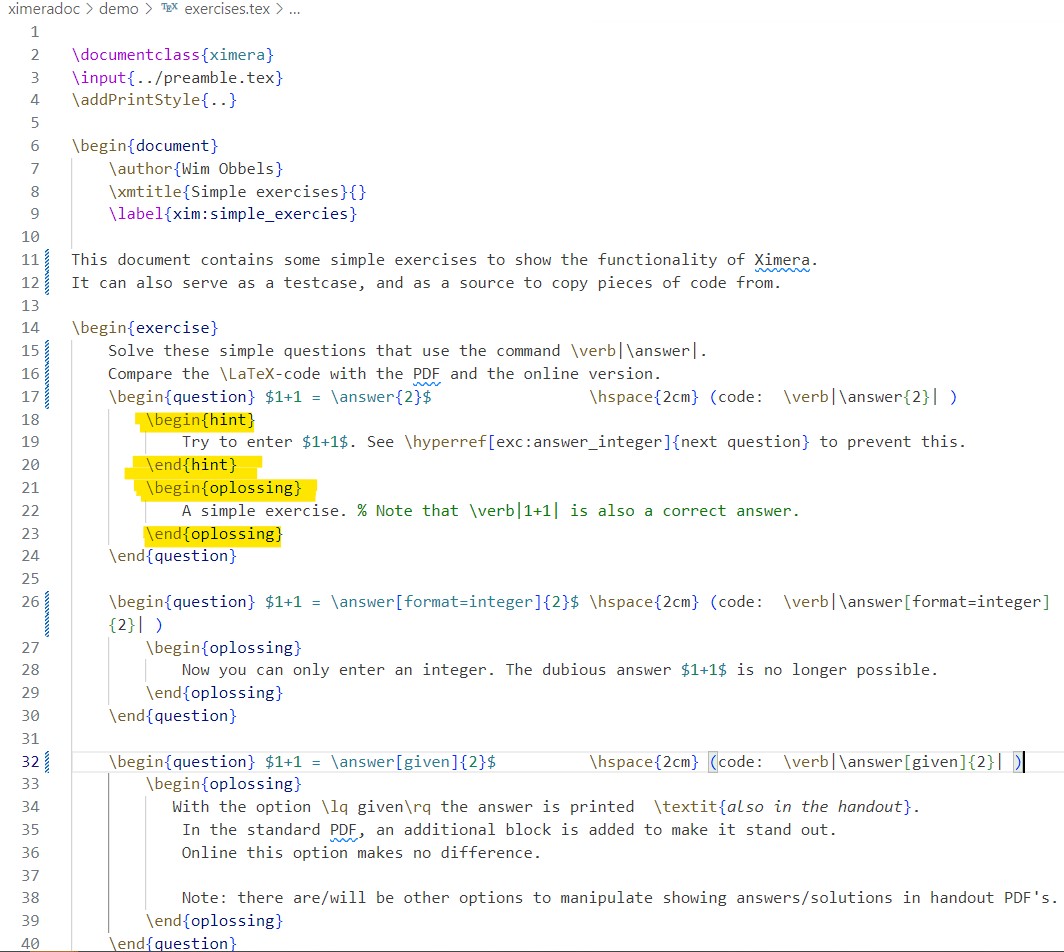 ximeradoc > demo > TEX exercises.tex > ...
1
2 \documentclass{ximera}
3 \input{../preamble.tex}
4 \addPrintStyle{..}
5
6 \begin{document}
7 \author{Wim Obbels}
8 \xmtitle{Simple exercises}{}
9 \label{xim:simple_exercies}
10
11 This document contains some simple exercises to show the functionality of Ximera.
12 It can also serve as a testcase, and as a source to copy pieces of code from.
13
14 \begin{exercise}
15 Solve these simple questions that use the command \verb|\answer|.
16 Compare the \LaTeX-code with the PDF and the online version.
17 \begin{question} $1+1 = \answer{2}$ \hspace{2cm} (code: \verb|\answer{2}| )
18 \begin{hint}
19 Try to enter $1+1$. See \hyperref[exc:answer_integer]{next question} to prevent this.
20 \end{hint}
21 \begin{oplossing}
22 A simple exercise. % Note that \verb|1+1| is also a correct answer.
23 \end{oplossing}
24 \end{question}
25
26 \begin{question} $1+1 = \answer[format=integer]{2}$ \hspace{2cm} (code: \verb|\answer[format=integer]
{2}| )
27 \begin{oplossing}
28 Now you can only enter an integer. The dubious answer $1+1$ is no longer possible.
29 \end{oplossing}
30 \end{question}
31
32 \begin{question} $1+1 = \answer[given]{2}$ \hspace{2cm} (code: \verb|\answer[given]{2}| )
33 \begin{oplossing}
34 With the option \lq given\rq the answer is printed \textit{also in the handout}.
35 In the standard PDF, an additional block is added to make it stand out.
36 Online this option makes no difference.
37
38 Note: there are/will be other options to manipulate showing answers/solutions in handout PDF's.
39 \end{oplossing}
40 \end{question}